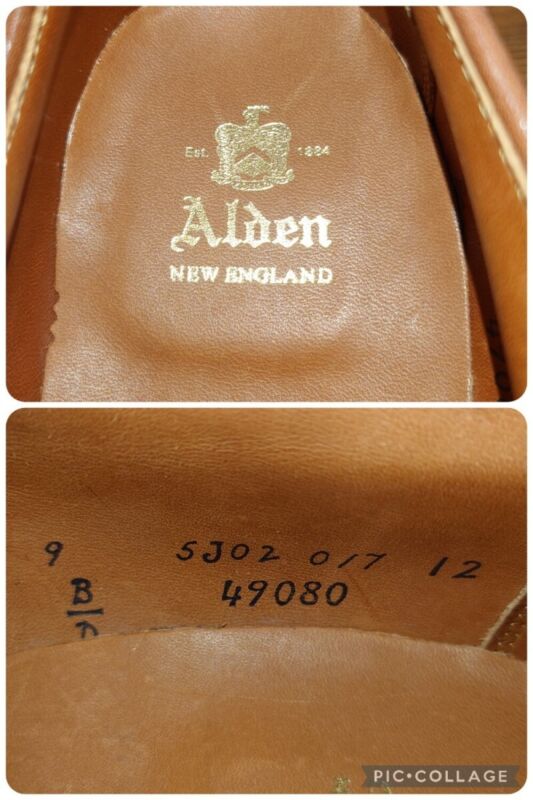 Est. 1884
Alden
NEW ENGLAND
9 5J02 017 12
B
D
49080
PIC•COLLAGE